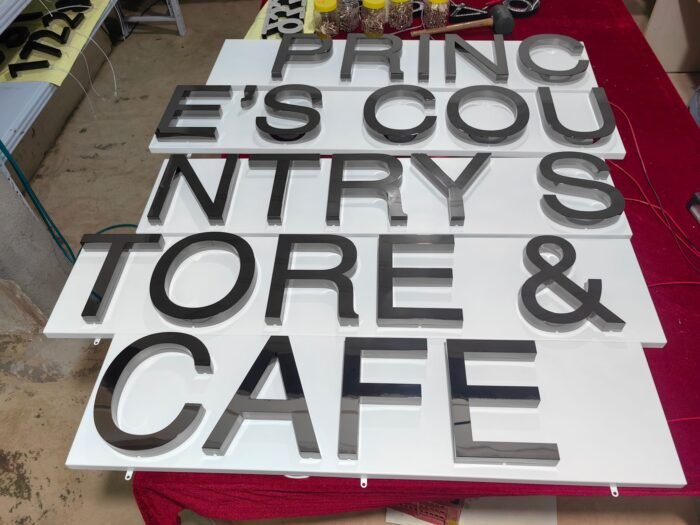 PRINC
E'S COU
NTRY S
TORE &
CAFE